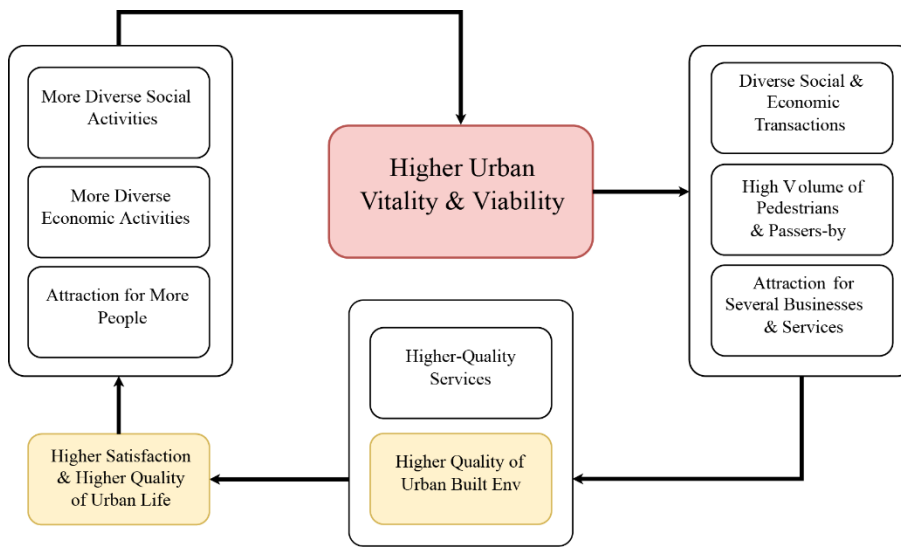 More Diverse Social
Activities
More Diverse
Economic Activities
Attraction for More
People
Higher Urban
Vitality & Viability
Diverse Social &
Economic
Transactions
High Volume of
Pedestrians
& Passers-by
Attraction for
Several Businesses
& Services
Higher-Quality
Services
Higher Quality of
Urban Built Env
Higher Satisfaction
& Higher Quality
of Urban Life